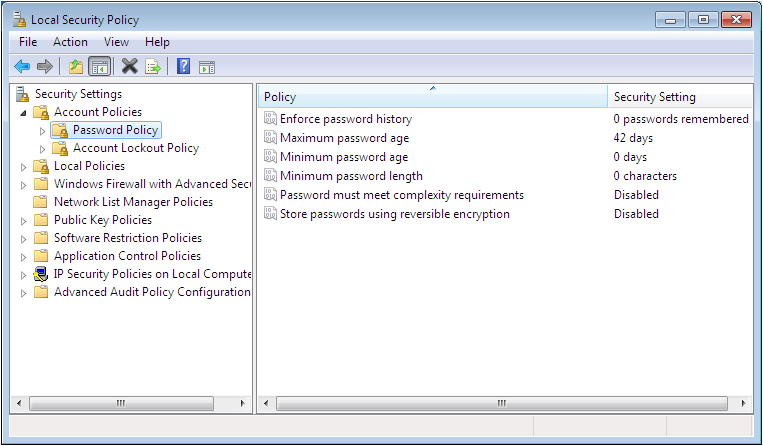 Local Security Policy
File Action View Help
Security Settings
Account Policies
Password Policy
Account Lockout Policy
Local Policies
Windows Firewall with Advanced Secu
Network List Manager Policies
Public Key Policies
Software Restriction Policies
Application Control Policies
IP Security Policies on Local Compute
Advanced Audit Policy Configuration
Policy Security Setting
Enforce password history 0 passwords remembered
Maximum password age 42 days
Minimum password age 0 days
Minimum password length 0 characters
Password must meet complexity requirements Disabled
Store passwords using reversible encryption Disabled